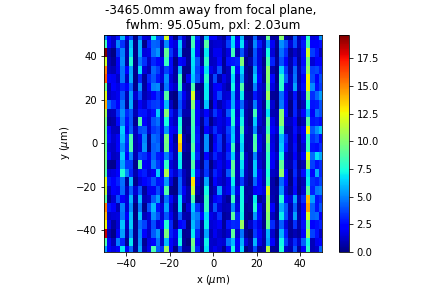 -3465.0mm away from focal plane,
fwhm: 95.05um, pxl: 2.03um
40
20
0
−20
−40
y (μm)
−40 −20 0 20 40
x (μm)
17.5
15.0
12.5
10.0
7.5
5.0
2.5
0.0